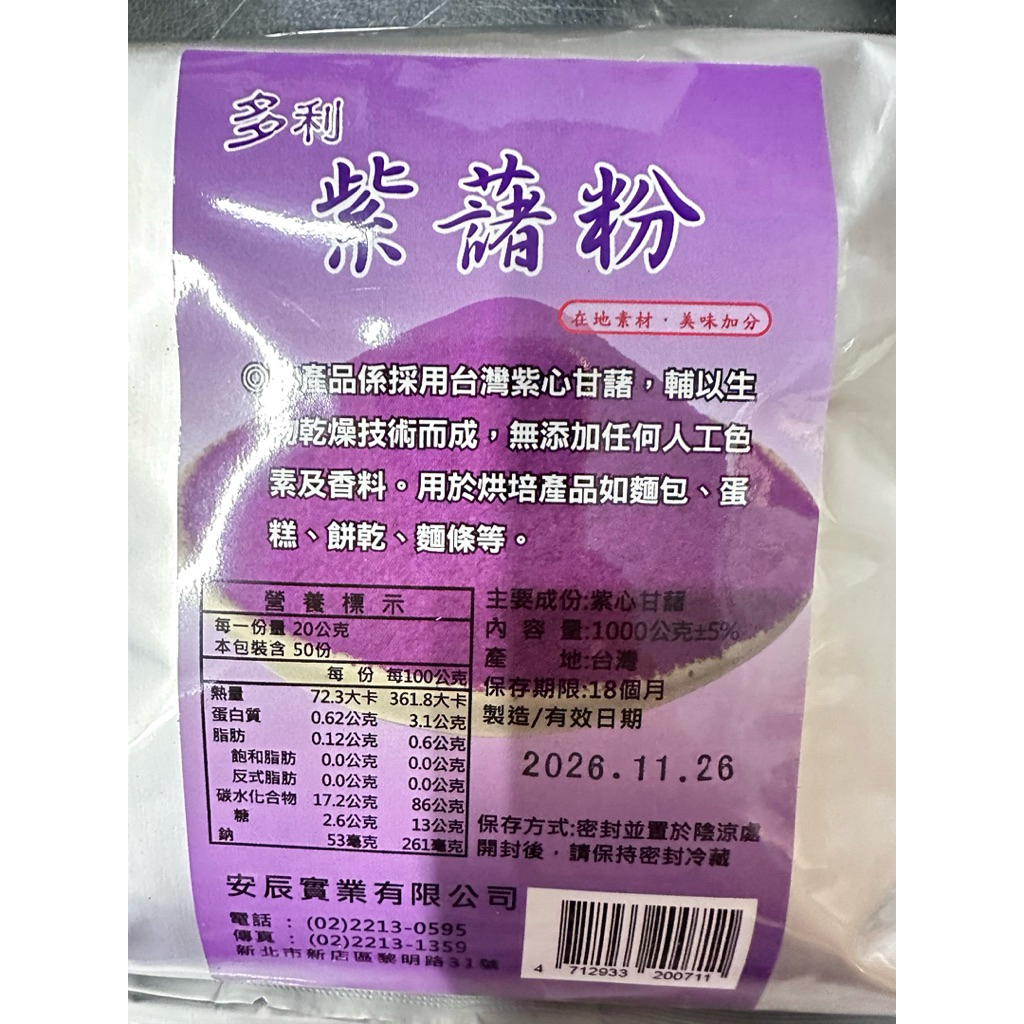 多利
紫藷粉
在地素材．美味加分
◎產品係採用台灣紫心甘藷，輔以生
物乾燥技術而成，無添加任何人工色
素及香料。用於烘培產品如麵包、蛋
糕、餅乾、麵條等。
營養標示
每一份量 20公克
本包裝含 50份
每 份 每100公克
熱量 72.3大卡 361.8大卡
蛋白質 0.62公克 3.1公克
脂肪 0.12公克 0.6公克
飽和脂肪 0.0公克 0.0公克
反式脂肪 0.0公克 0.0公克
碳水化合物 17.2公克 86公克
糖 2.6公克 13公克
鈉 53毫克 261毫克
主要成份:紫心甘藷
內 容 量:1000公克±5%
產 地:台灣
保存期限:18個月
製造/有效日期
2026.11.26
保存方式:密封並置於陰涼處
開封後．請保持密封冷藏
安辰實業有限公司
電話 : (02)2213-0595
傳真 : (02)2213-1359
新北市新店區黎明路31號
4 712933 200711